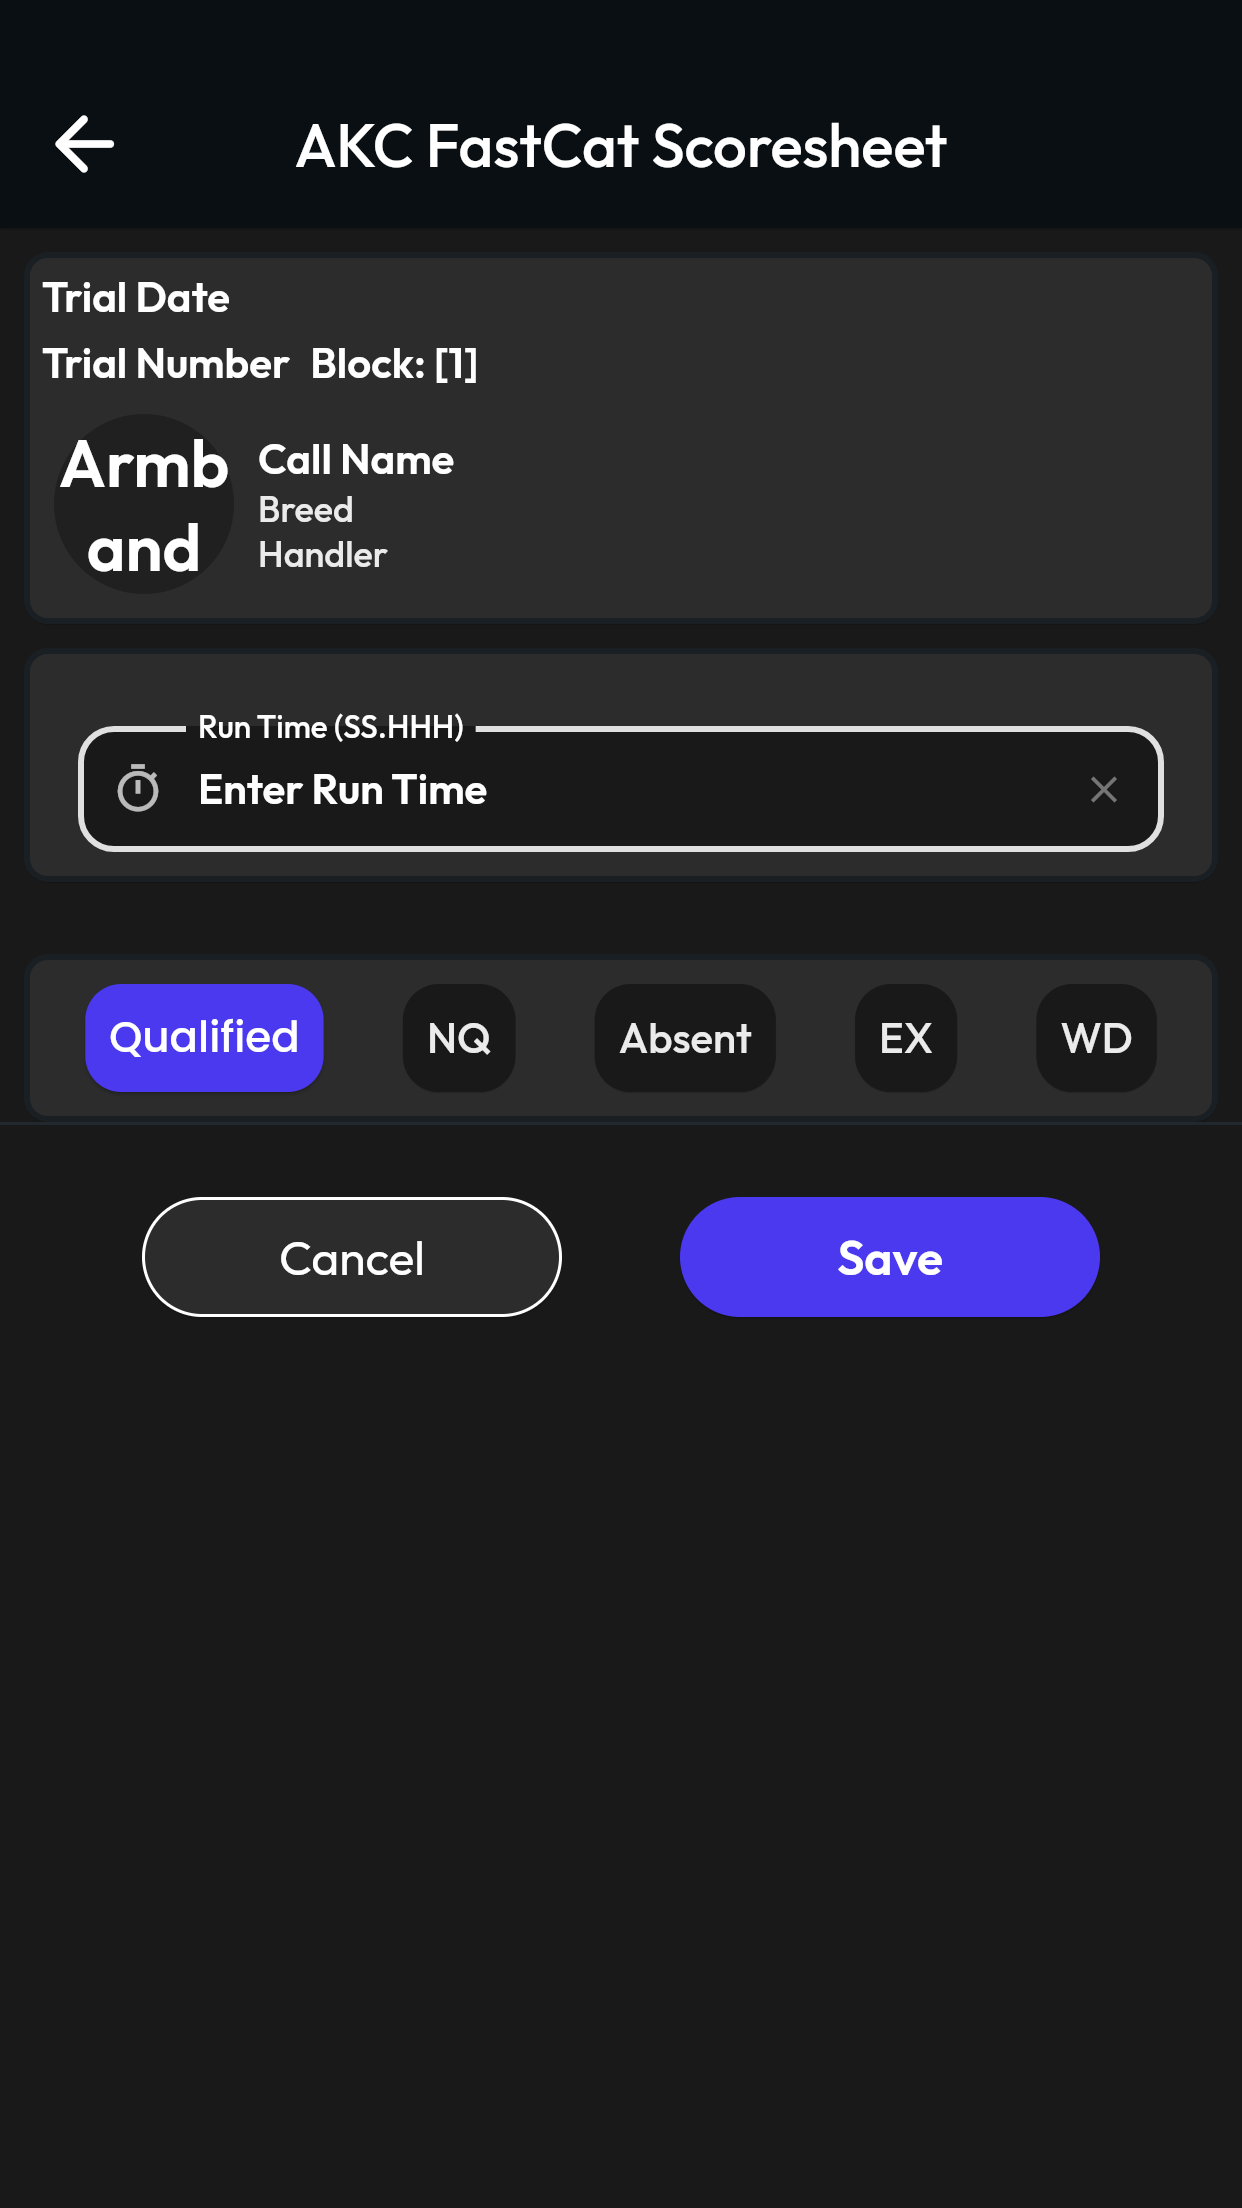 AKC FastCat Scoresheet
Trial Date
Trial Number Block: [1]
Armb
and
Call Name
Breed
Handler
Run Time (SS.HHH)
Enter Run Time
Qualified NQ Absent EX WD
Cancel Save